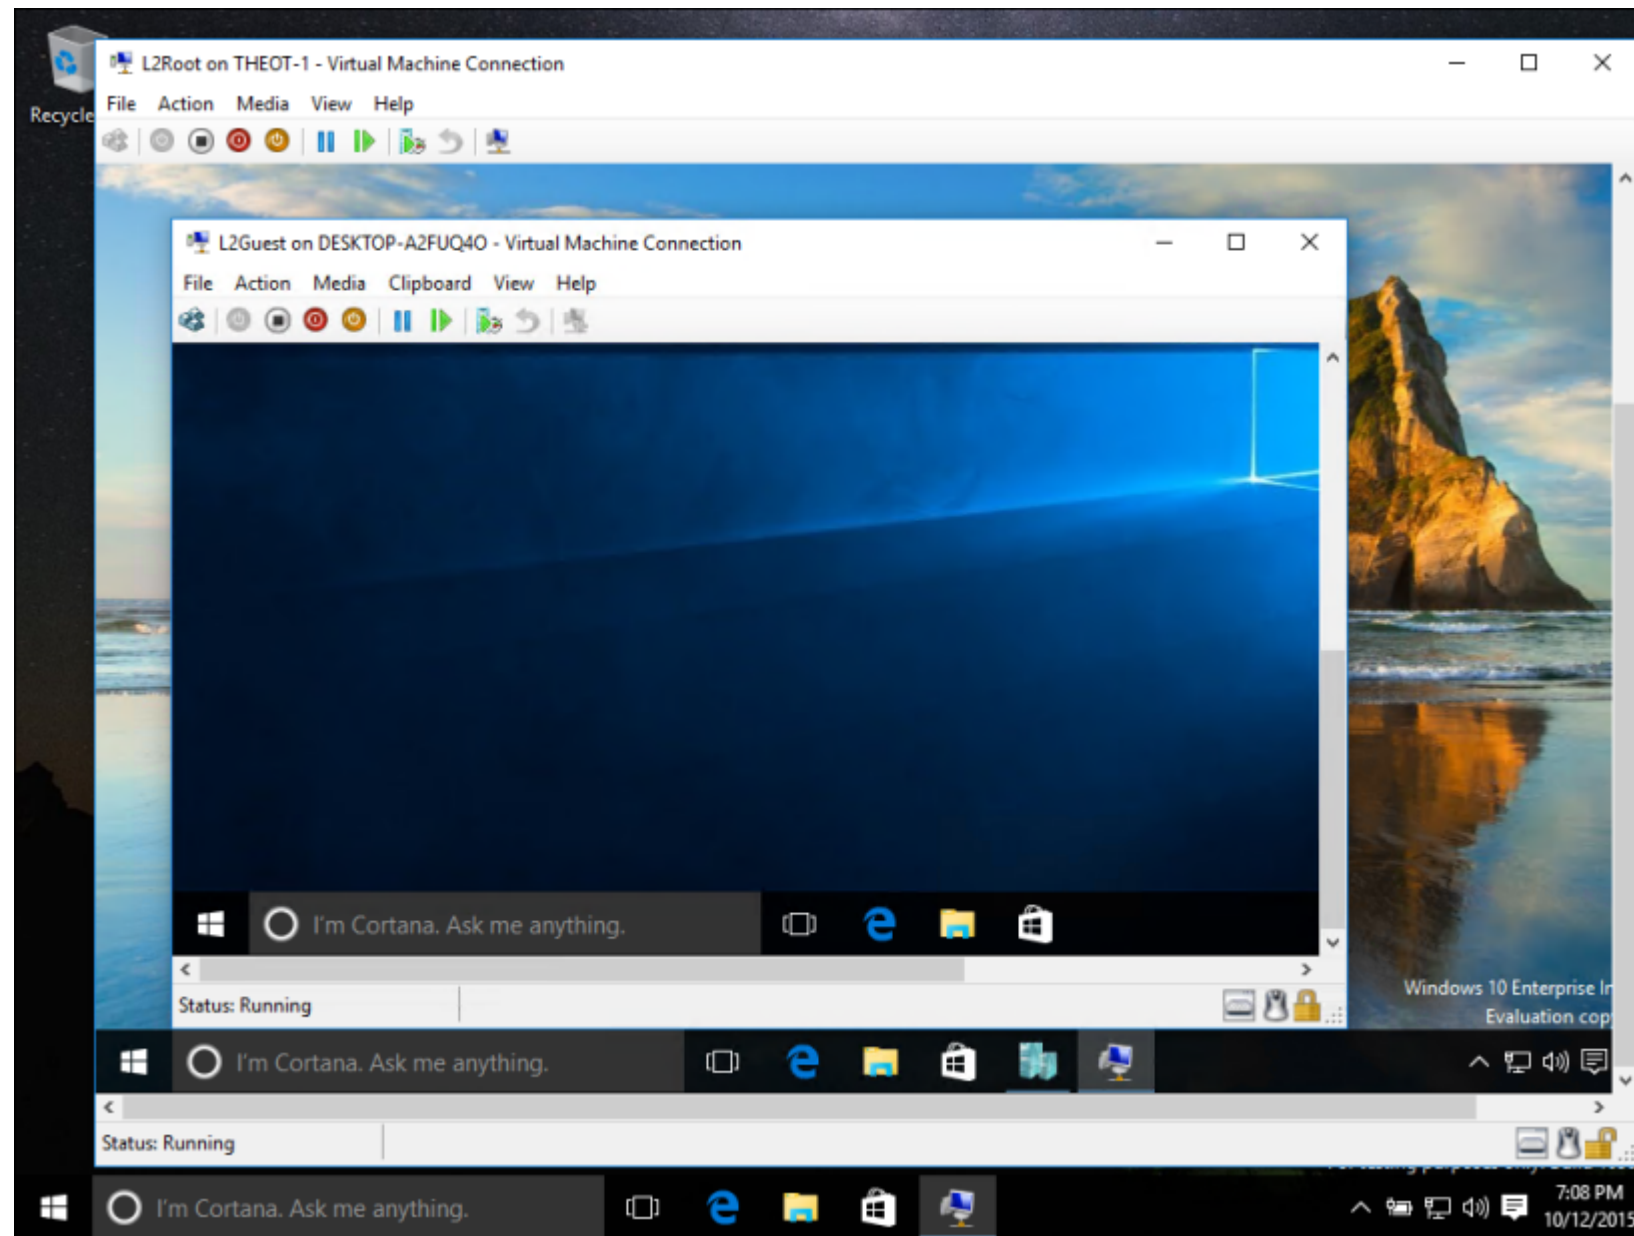 Recycle
L2Root on THEOT-1 - Virtual Machine Connection
File Action Media View Help
L2Guest on DESKTOP-A2FUQ4O - Virtual Machine Connection
File Action Media Clipboard View Help
I'm Cortana. Ask me anything.
Status: Running
Windows 10 Enterprise In
Evaluation cop
I'm Cortana. Ask me anything.
Status: Running
I'm Cortana. Ask me anything.
7:08 PM
10/12/2015